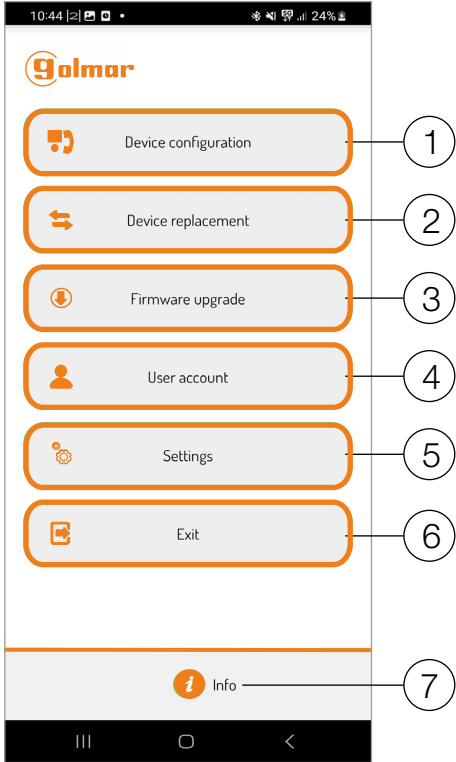 10:44 |2|
24%
golmar
Device configuration
1
Device replacement
2
Firmware upgrade
3
User account
4
Settings
5
Exit
6
Info
7